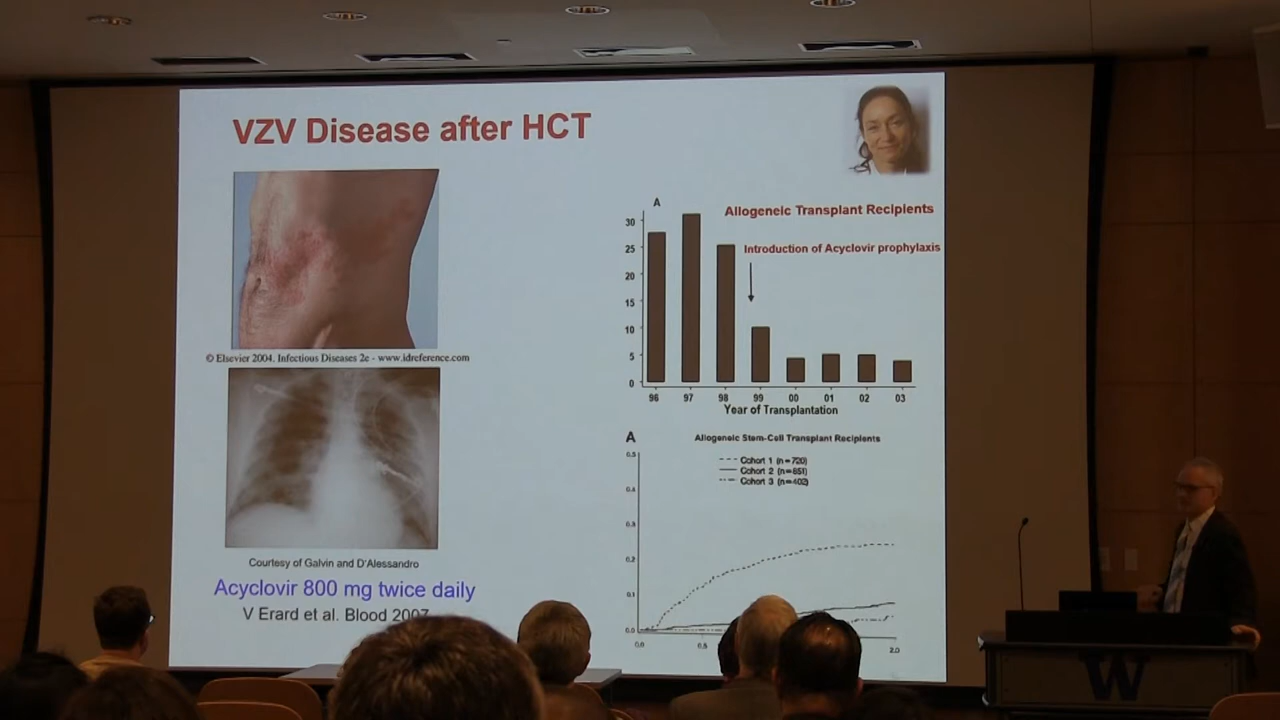 VZV Disease after HCT
© Elsevier 2004. Infectious Diseases 2e - www.idreference.com
Courtesy of Galvin and D'Alessandro
Acyclovir 800 mg twice daily
V Erard et al. Blood 2007
A
Allogeneic Transplant Recipients
Introduction of Acyclovir prophylaxis
30
25
20
15
10
5
0
96 97 98 99 00 01 02 03
Year of Transplantation
A
Allogeneic Stem-Cell Transplant Recipients
Cohort 1 (n=720)
Cohort 2 (n=651)
Cohort 3 (n=402)
0.5
0.4
0.3
0.2
0.1
0.0
0.0 0.5 2.0
W